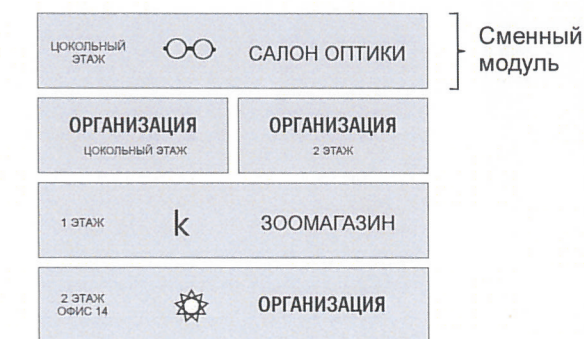 ЦОКОЛЬНЫЙ
ЭТАЖ
САЛОН ОПТИКИ
Сменный
модуль
ОРГАНИЗАЦИЯ
ЦОКОЛЬНЫЙ ЭТАЖ
ОРГАНИЗАЦИЯ
2 ЭТАЖ
1 ЭТАЖ
k
ЗООМАГАЗИН
2 ЭТАЖ
ОФИС 14
ОРГАНИЗАЦИЯ